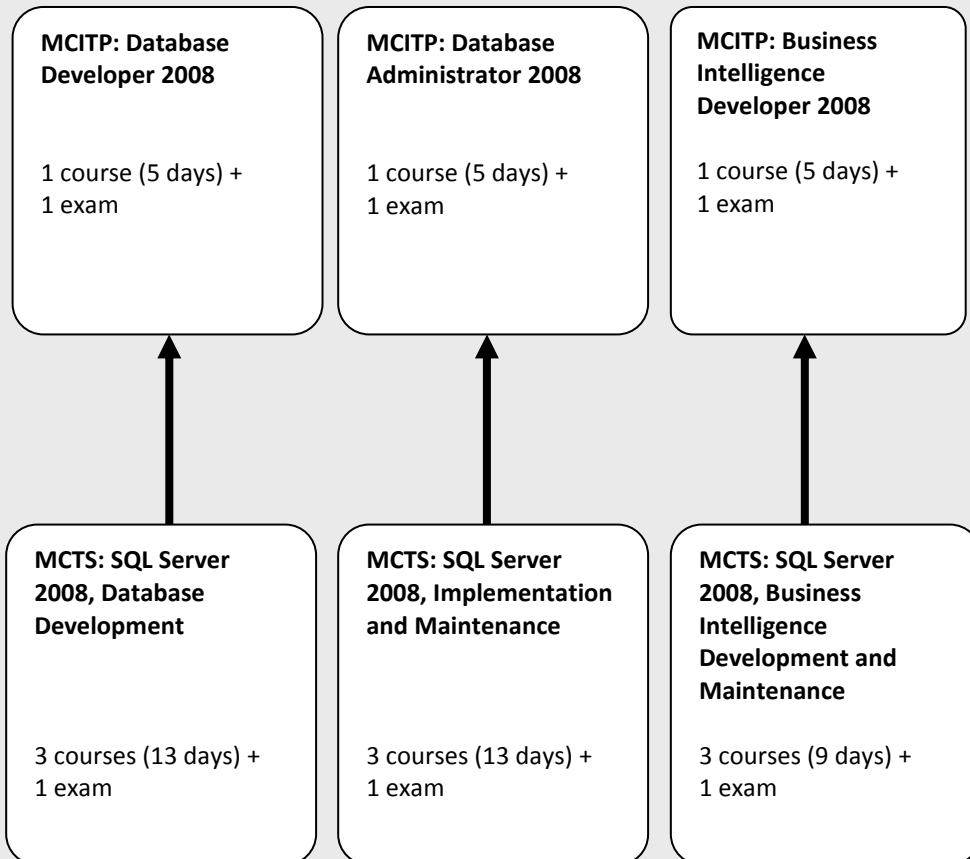 MCITP: Database
Developer 2008
1 course (5 days) +
1 exam
MCITP: Database
Administrator 2008
1 course (5 days) +
1 exam
MCITP: Business
Intelligence
Developer 2008
1 course (5 days) +
1 exam
MCTS: SQL Server
2008, Database
Development
3 courses (13 days) +
1 exam
MCTS: SQL Server
2008, Implementation
and Maintenance
3 courses (13 days) +
1 exam
MCTS: SQL Server
2008, Business
Intelligence
Development and
Maintenance
3 courses (9 days) +
1 exam